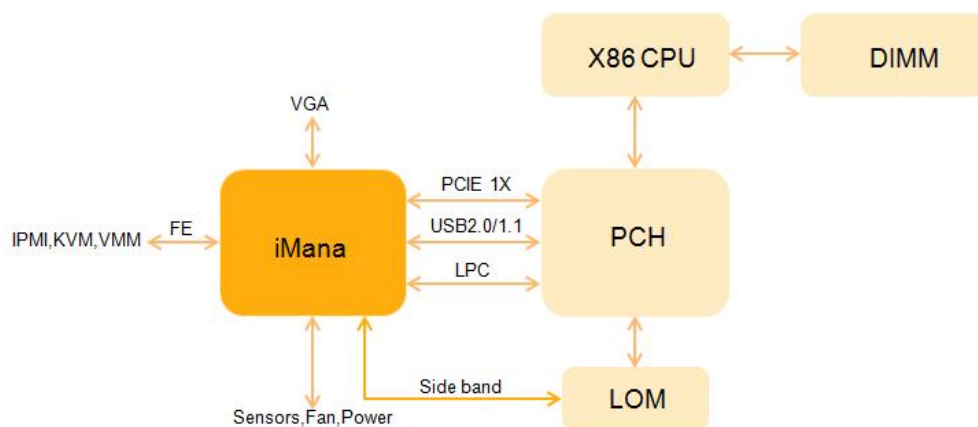 X86 CPU
DIMM
VGA
PCIE 1X
IPMI,KVM,VMM
FE
iMana
USB2.0/1.1
PCH
LPC
Side band
LOM
Sensors,Fan,Power